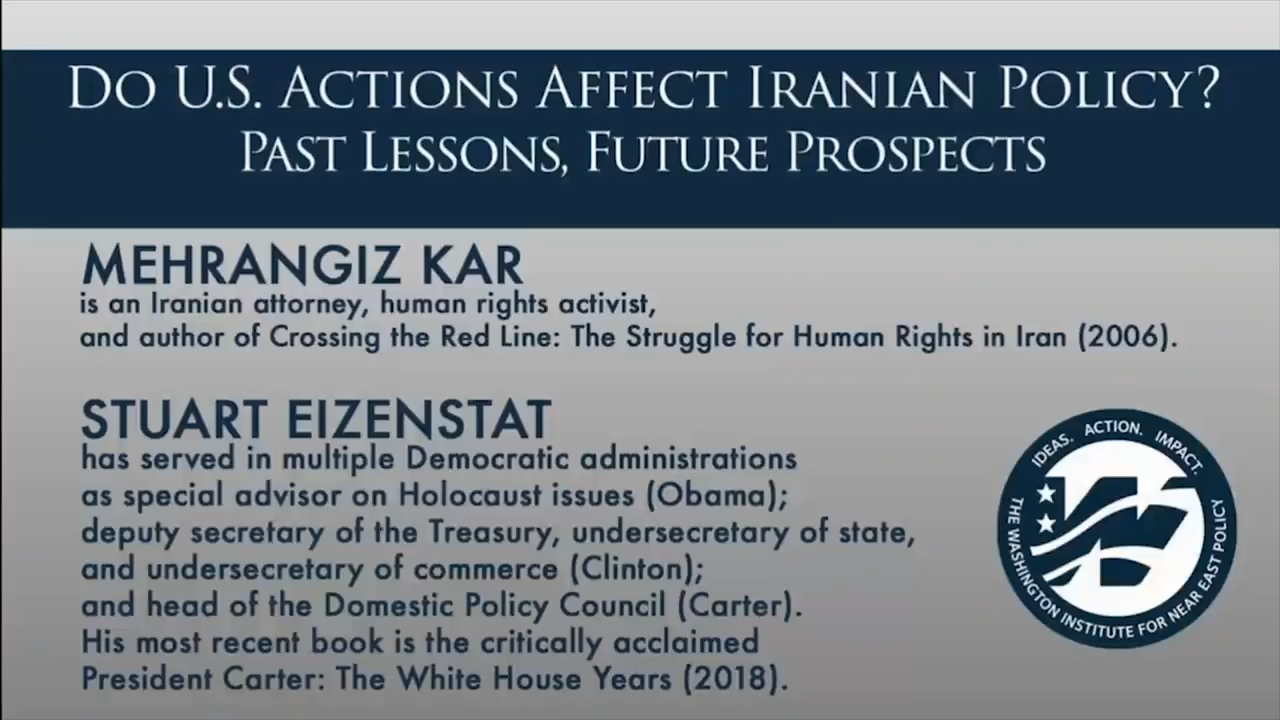 DO U.S. ACTIONS AFFECT IRANIAN POLICY?
PAST LESSONS, FUTURE PROSPECTS
MEHRANGIZ KAR
is an Iranian attorney, human rights activist,
and author of Crossing the Red Line: The Struggle for Human Rights in Iran (2006).
STUART EIZENSTAT
has served in multiple Democratic administrations
as special advisor on Holocaust issues (Obama);
deputy secretary of the Treasury, undersecretary of state,
and undersecretary of commerce (Clinton);
and head of the Domestic Policy Council (Carter).
His most recent book is the critically acclaimed
President Carter: The White House Years (2018).
IDEAS. ACTION. IMPACT.
THE WASHINGTON INSTITUTE FOR NEAR EAST POLICY